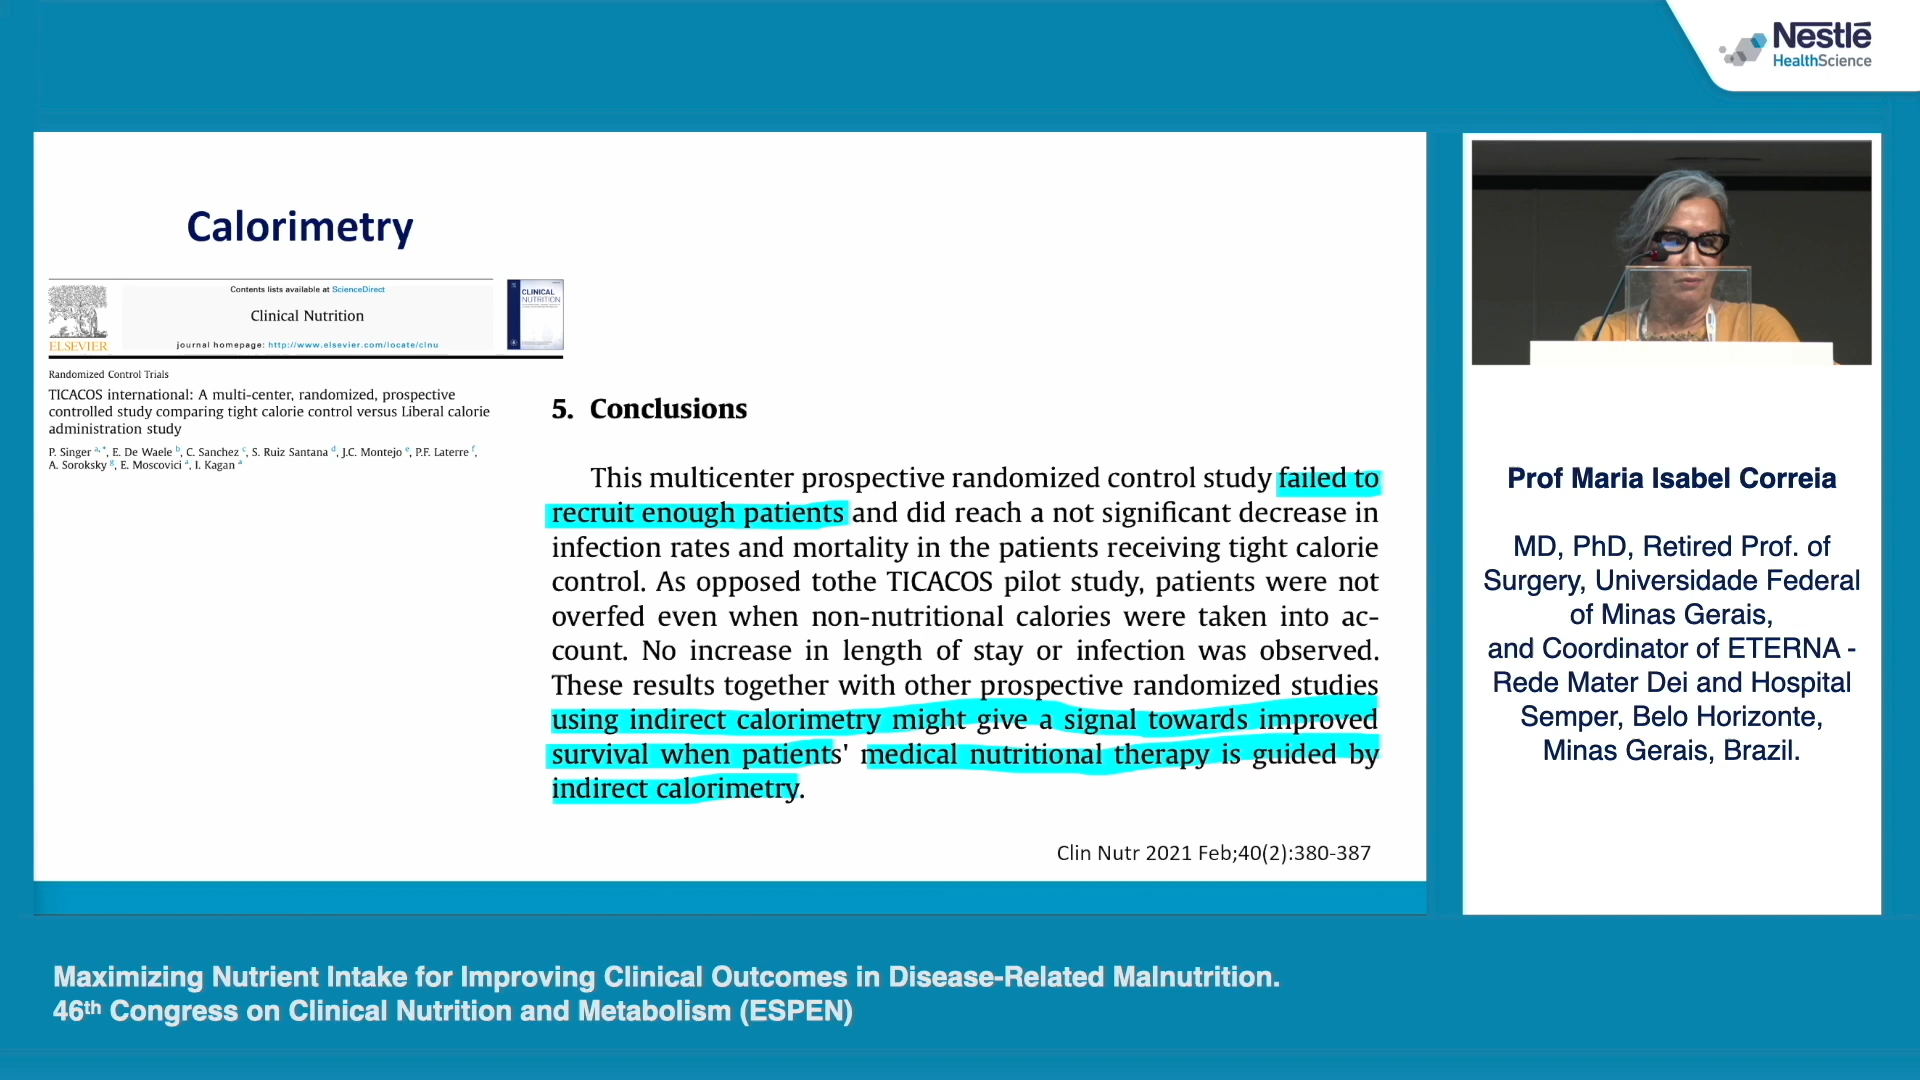 Nestlé
HealthScience
Calorimetry
Contents lists available at ScienceDirect
Clinical Nutrition
journal homepage: http://www.elsevier.com/locate/clnu
ELSEVIER
CLINICAL
NUTRITION
Randomized Control Trials
TICACOS international: A multi-center, randomized, prospective
controlled study comparing tight calorie control versus Liberal calorie
administration study
P. Singer a,*, E. De Waele b, C. Sanchez c, S. Ruiz Santana d, J.C. Montejo e, P.F. Laterre f,
A. Soroksky g, E. Moscovici a, I. Kagan a
5. Conclusions
This multicenter prospective randomized control study failed to
recruit enough patients and did reach a not significant decrease in
infection rates and mortality in the patients receiving tight calorie
control. As opposed tothe TICACOS pilot study, patients were not
overfed even when non-nutritional calories were taken into ac-
count. No increase in length of stay or infection was observed.
These results together with other prospective randomized studies
using indirect calorimetry might give a signal towards improved
survival when patients' medical nutritional therapy is guided by
indirect calorimetry.
Clin Nutr 2021 Feb;40(2):380-387
Prof Maria Isabel Correia
MD, PhD, Retired Prof. of
Surgery, Universidade Federal
of Minas Gerais,
and Coordinator of ETERNA -
Rede Mater Dei and Hospital
Semper, Belo Horizonte,
Minas Gerais, Brazil.
Maximizing Nutrient Intake for Improving Clinical Outcomes in Disease-Related Malnutrition.
46th Congress on Clinical Nutrition and Metabolism (ESPEN)